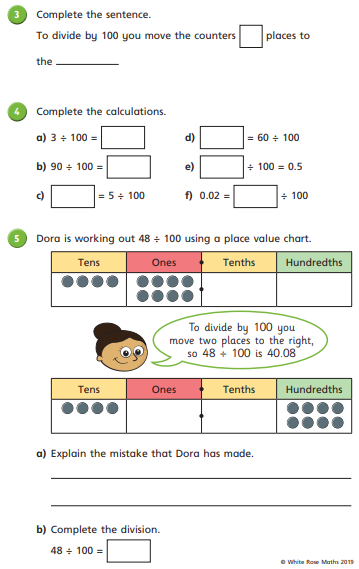 3 Complete the sentence.
To divide by 100 you move the counters places to
the
4 Complete the calculations.
a) 3 ÷ 100 =
d) = 60 ÷ 100
b) 90 ÷ 100 =
e) ÷ 100 = 0.5
c) = 5 ÷ 100
f) 0.02 = ÷ 100
5 Dora is working out 48 ÷ 100 using a place value chart.
Tens Ones Tenths Hundredths
To divide by 100 you
move two places to the right,
so 48 ÷ 100 is 40.08
Tens Ones Tenths Hundredths
a) Explain the mistake that Dora has made.
b) Complete the division.
48 ÷ 100 =
© White Rose Maths 2019